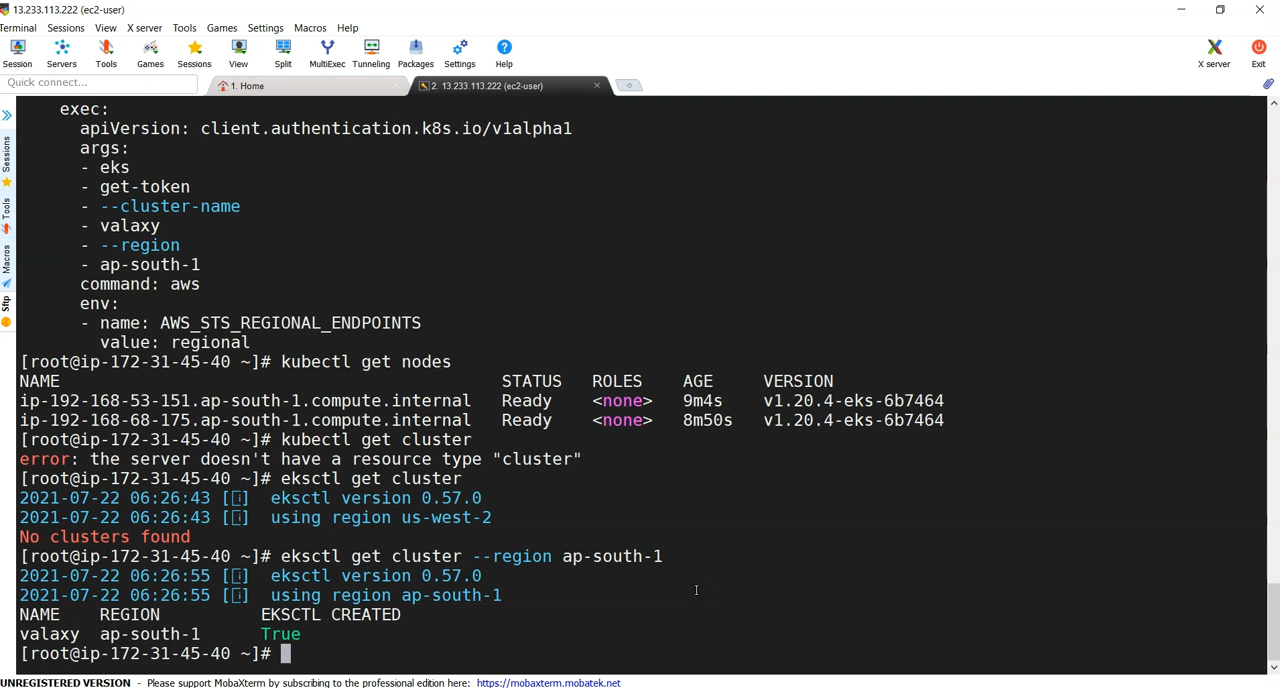 13.233.111.222 (ec2-user)
Terminal Sessions View X server Tools Games Settings Macros Help
Session Servers Tools Games Sessions View Split MultiExec Tunneling Packages Settings Help X server Exit
Quick connect...
1. Home
2. 13.233.111.222 (ec2-user)
Sessions
Tools
Macros
Sftp
exec:
apiVersion: client.authentication.k8s.io/v1alpha1
args:
- eks
- get-token
- --cluster-name
- valaxy
- --region
- ap-south-1
command: aws
env:
- name: AWS_STS_REGIONAL_ENDPOINTS
value: regional
[root@ip-172-31-45-40 ~]# kubectl get nodes
NAME STATUS ROLES AGE VERSION
ip-192-168-53-151.ap-south-1.compute.internal Ready <none> 9m4s v1.20.4-eks-6b7464
ip-192-168-68-175.ap-south-1.compute.internal Ready <none> 8m50s v1.20.4-eks-6b7464
[root@ip-172-31-45-40 ~]# kubectl get cluster
error: the server doesn't have a resource type "cluster"
[root@ip-172-31-45-40 ~]# eksctl get cluster
2021-07-22 06:26:43 [ℹ] eksctl version 0.57.0
2021-07-22 06:26:43 [ℹ] using region us-west-2
No clusters found
[root@ip-172-31-45-40 ~]# eksctl get cluster --region ap-south-1
2021-07-22 06:26:55 [ℹ] eksctl version 0.57.0
2021-07-22 06:26:55 [ℹ] using region ap-south-1
NAME REGION EKSCTL CREATED
valaxy ap-south-1 True
[root@ip-172-31-45-40 ~]#
UNREGISTERED VERSION - Please support MobaXterm by subscribing to the professional edition here: https://mobaxterm.mobatek.net